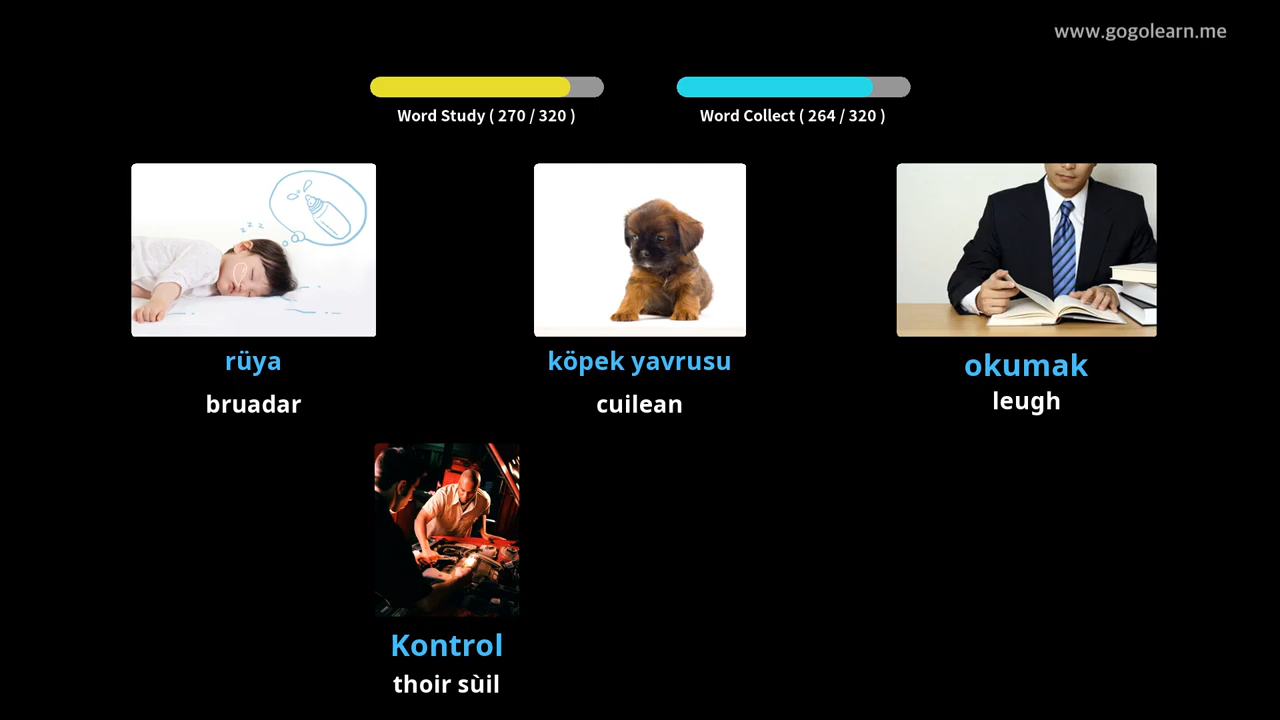 www.gogolearn.me
Word Study ( 270 / 320 )
Word Collect ( 264 / 320 )
z z z
rüya
köpek yavrusu
okumak
bruadar
cuilean
leugh
Kontrol
thoir sùil